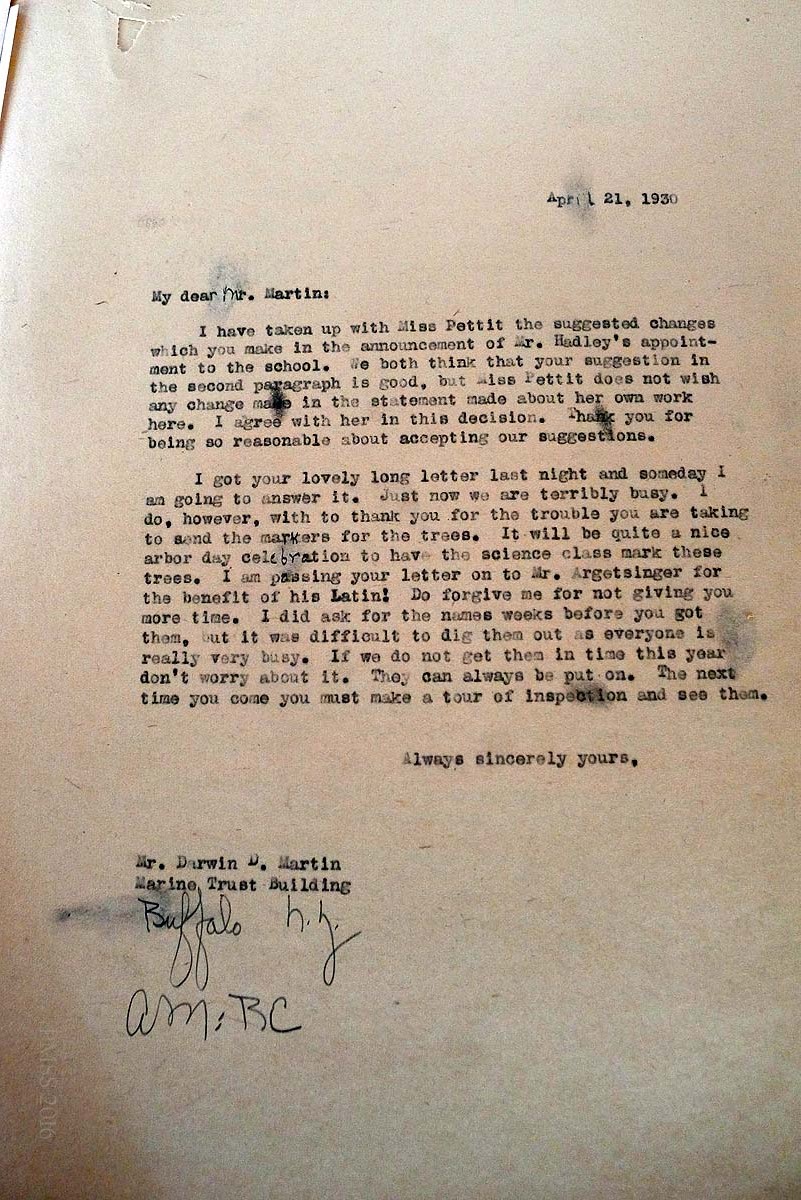 April 21, 1930
My dear Mr. Martin:
I have taken up with Miss Pettit the suggested changes
which you make in the announcement of Mr. Hadley's appoint-
ment to the school. We both think that your suggestion in
the second paragraph is good, but Miss Pettit does not wish
any change made in the statement made about her own work
here. I agree with her in this decision. Thank you for
being so reasonable about accepting our suggestions.
I got your lovely long letter last night and someday I
am going to answer it. Just now we are terribly busy. I
do, however, with to thank you for the trouble you are taking
to send the markers for the trees. It will be quite a nice
arbor day celebration to have the science class mark these
trees. I am passing your letter on to Mr. Argetsinger for
the benefit of his Latin! Do forgive me for not giving you
more time. I did ask for the names weeks before you got
them, but it was difficult to dig them out as everyone is
really very busy. If we do not get them in time this year
don't worry about it. They can always be put on. The next
time you come you must make a tour of inspection and see them.
Always sincerely yours,
Mr. Darwin D. Martin
Marine Trust Building
Buffalo N.Y.
AM:BC
PMSS 2016